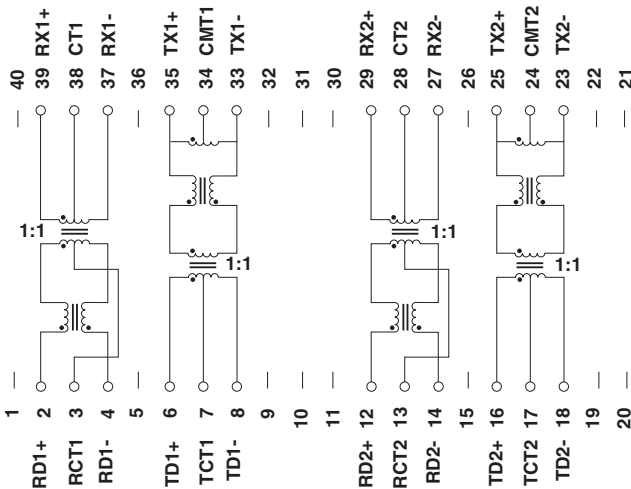 40
39 RX1+
38 CT1
37 RX1-
36
35 TX1+
34 CMT1
33 TX1-
32
31
30
29 RX2+
28 CT2
27 RX2-
26
25 TX2+
24 CMT2
23 TX2-
22
21
1:1
1:1
1:1
1:1
1
RD1+ 2
RCT1 3
RD1- 4
5
TD1+ 6
TCT1 7
TD1- 8
9
10
11
RD2+ 12
RCT2 13
RD2- 14
15
TD2+ 16
TCT2 17
TD2- 18
19
20